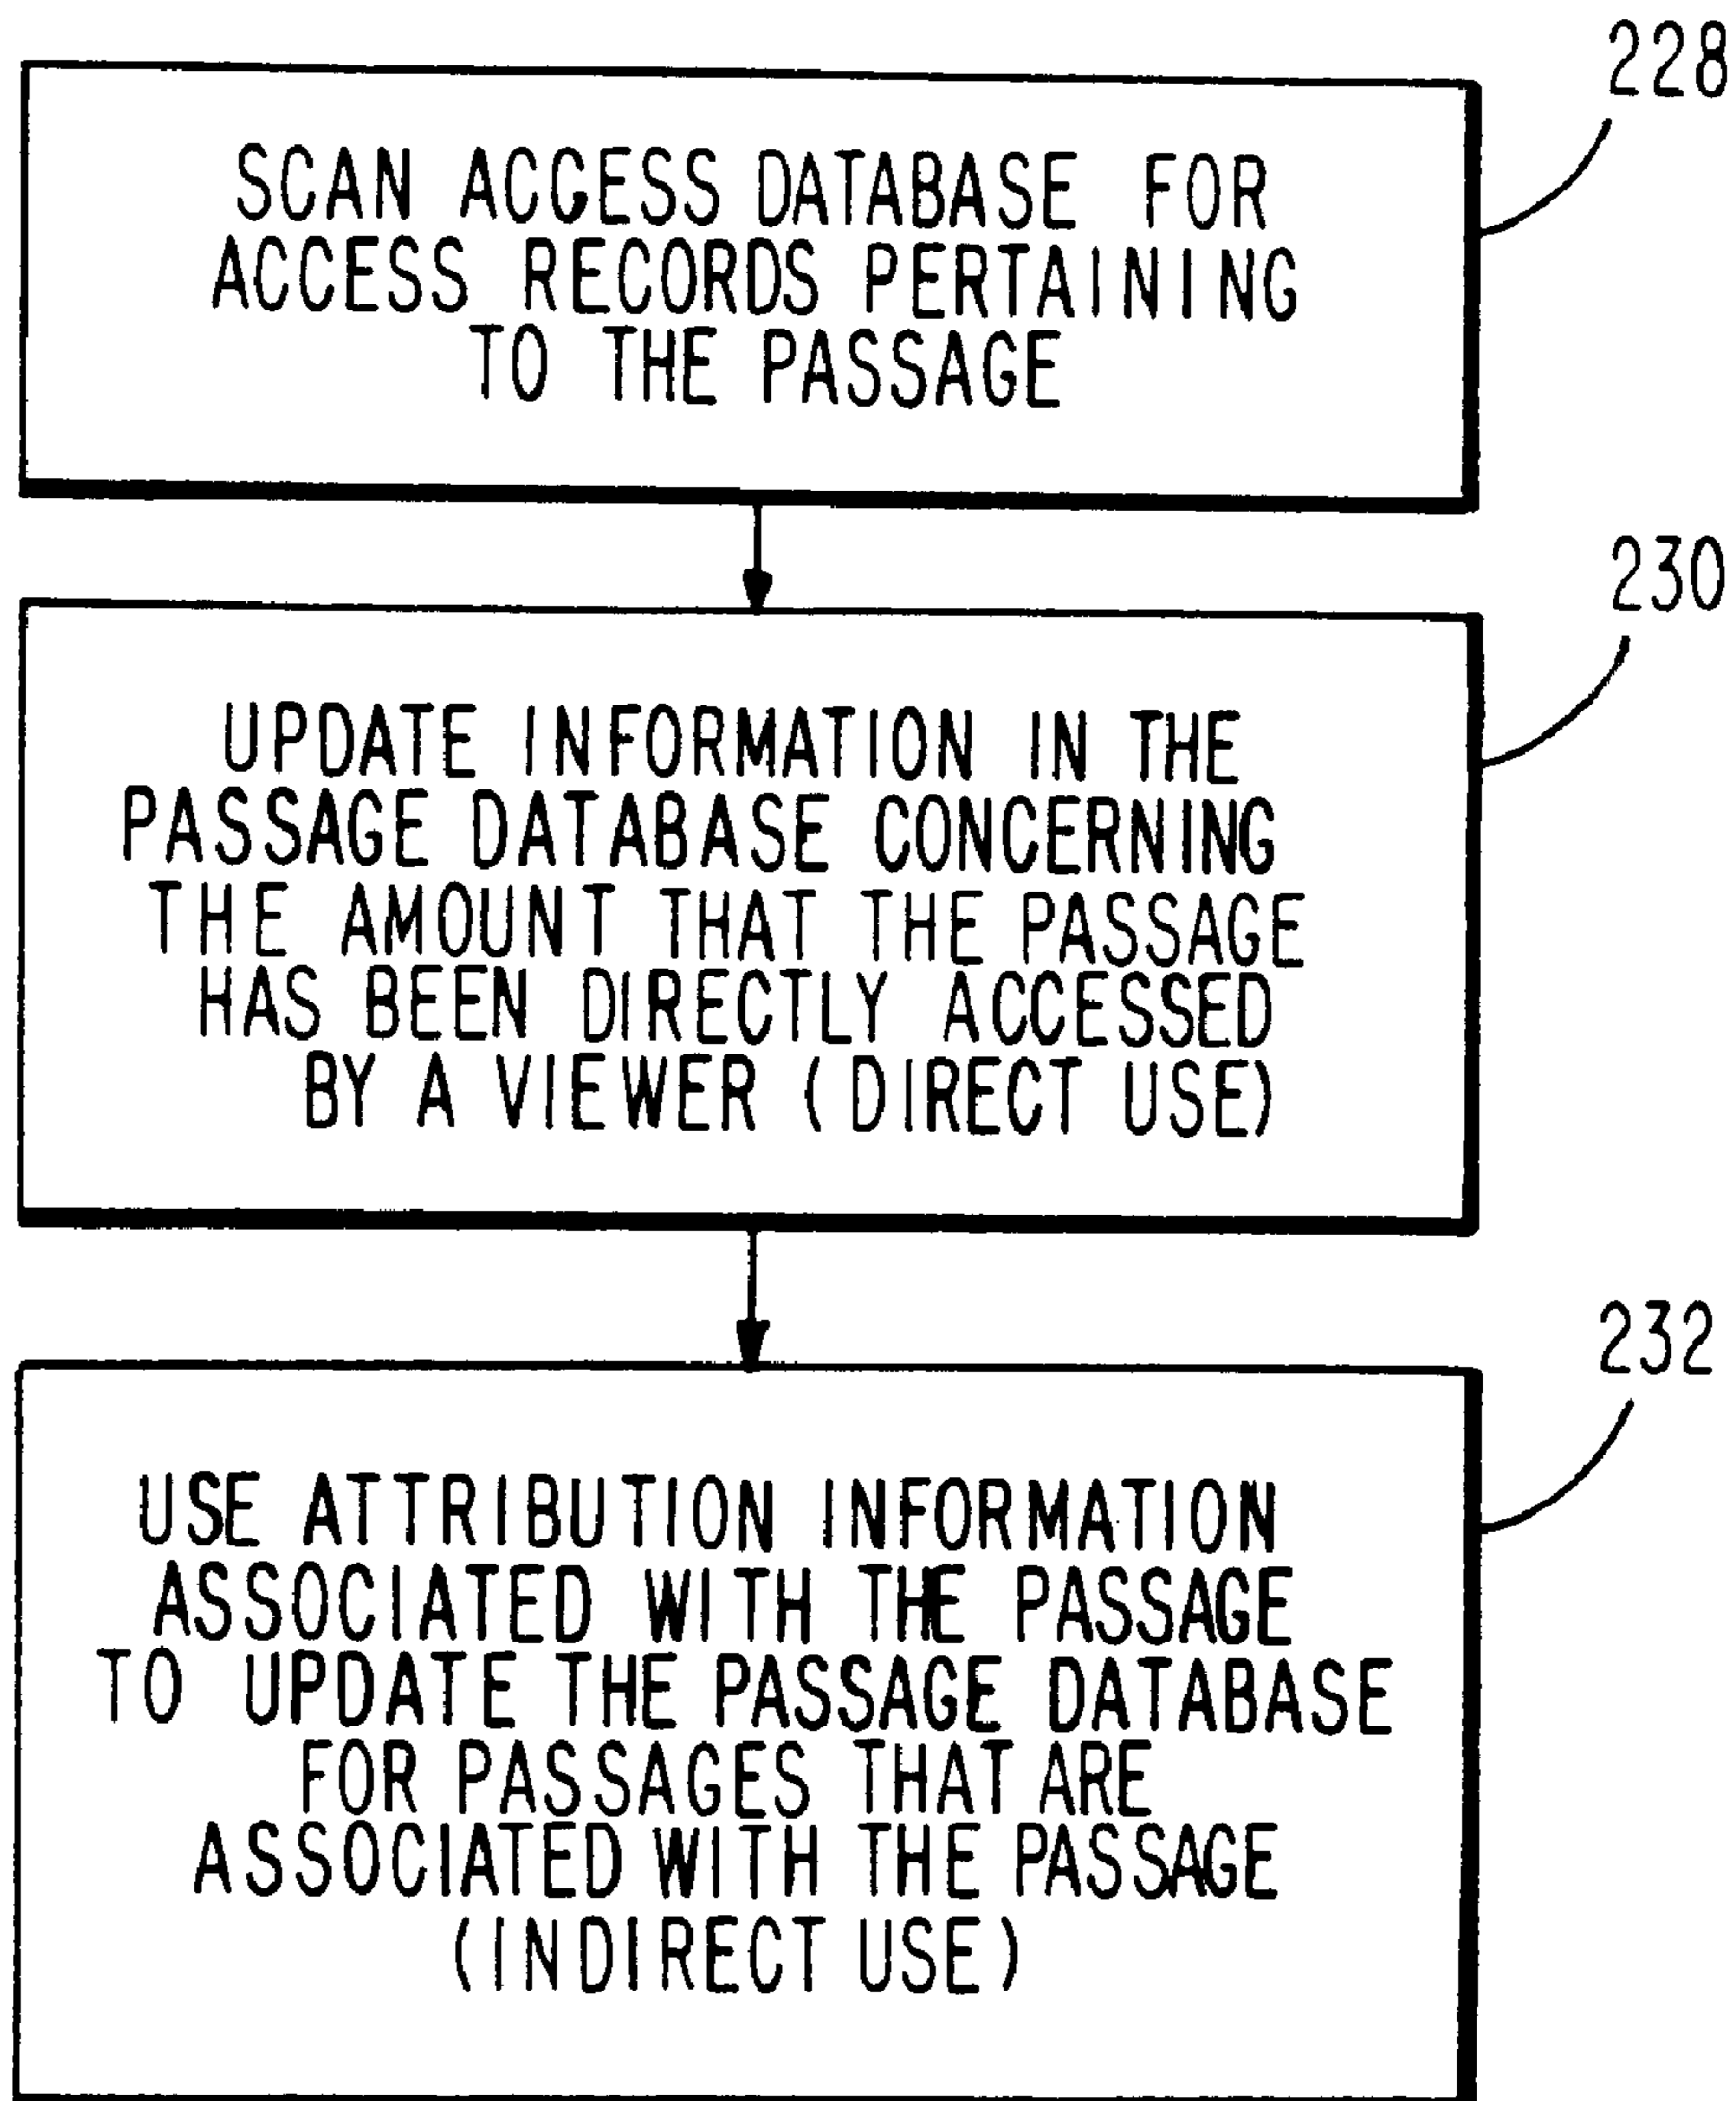 228
SCAN ACCESS DATABASE FOR
ACCESS RECORDS PERTAINING
TO THE PASSAGE
230
UPDATE INFORMATION IN THE
PASSAGE DATABASE CONCERNING
THE AMOUNT THAT THE PASSAGE
HAS BEEN DIRECTLY ACCESSED
BY A VIEWER (DIRECT USE)
232
USE ATTRIBUTION INFORMATION
ASSOCIATED WITH THE PASSAGE
TO UPDATE THE PASSAGE DATABASE
FOR PASSAGES THAT ARE
ASSOCIATED WITH THE PASSAGE
(INDIRECT USE)